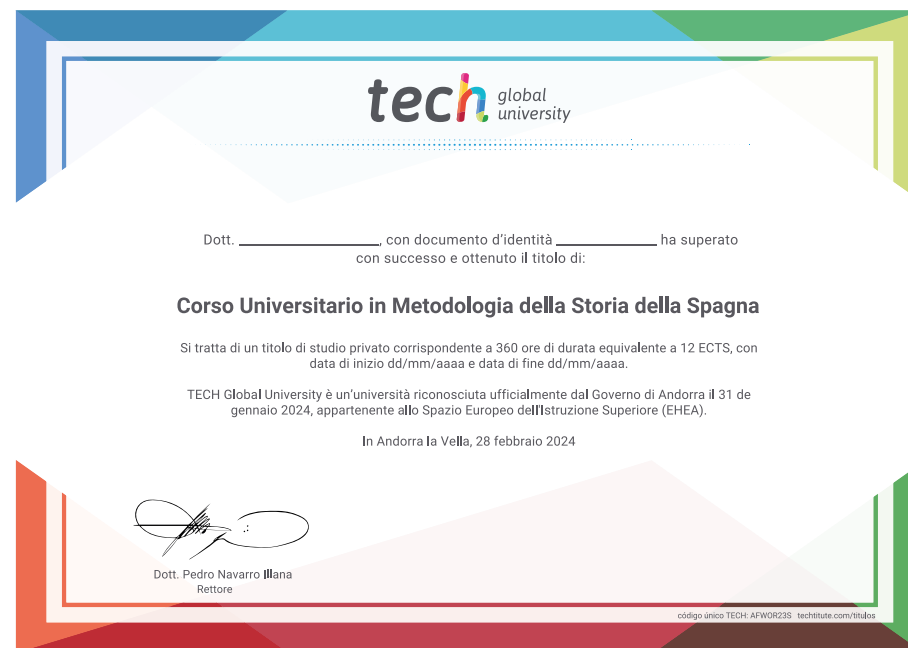 tech global
university
Dott. ________________, con documento d'identità ____________ ha superato
con successo e ottenuto il titolo di:
Corso Universitario in Metodologia della Storia della Spagna
Si tratta di un titolo di studio privato corrispondente a 360 ore di durata equivalente a 12 ECTS, con
data di inizio dd/mm/aaaa e data di fine dd/mm/aaaa.
TECH Global University è un'università riconosciuta ufficialmente dal Governo di Andorra il 31 de
gennaio 2024, appartenente allo Spazio Europeo dell'Istruzione Superiore (EHEA).
In Andorra la Vella, 28 febbraio 2024
Dott. Pedro Navarro Illana
Rettore
código único TECH: AFWOR23S techtitute.com/titulos